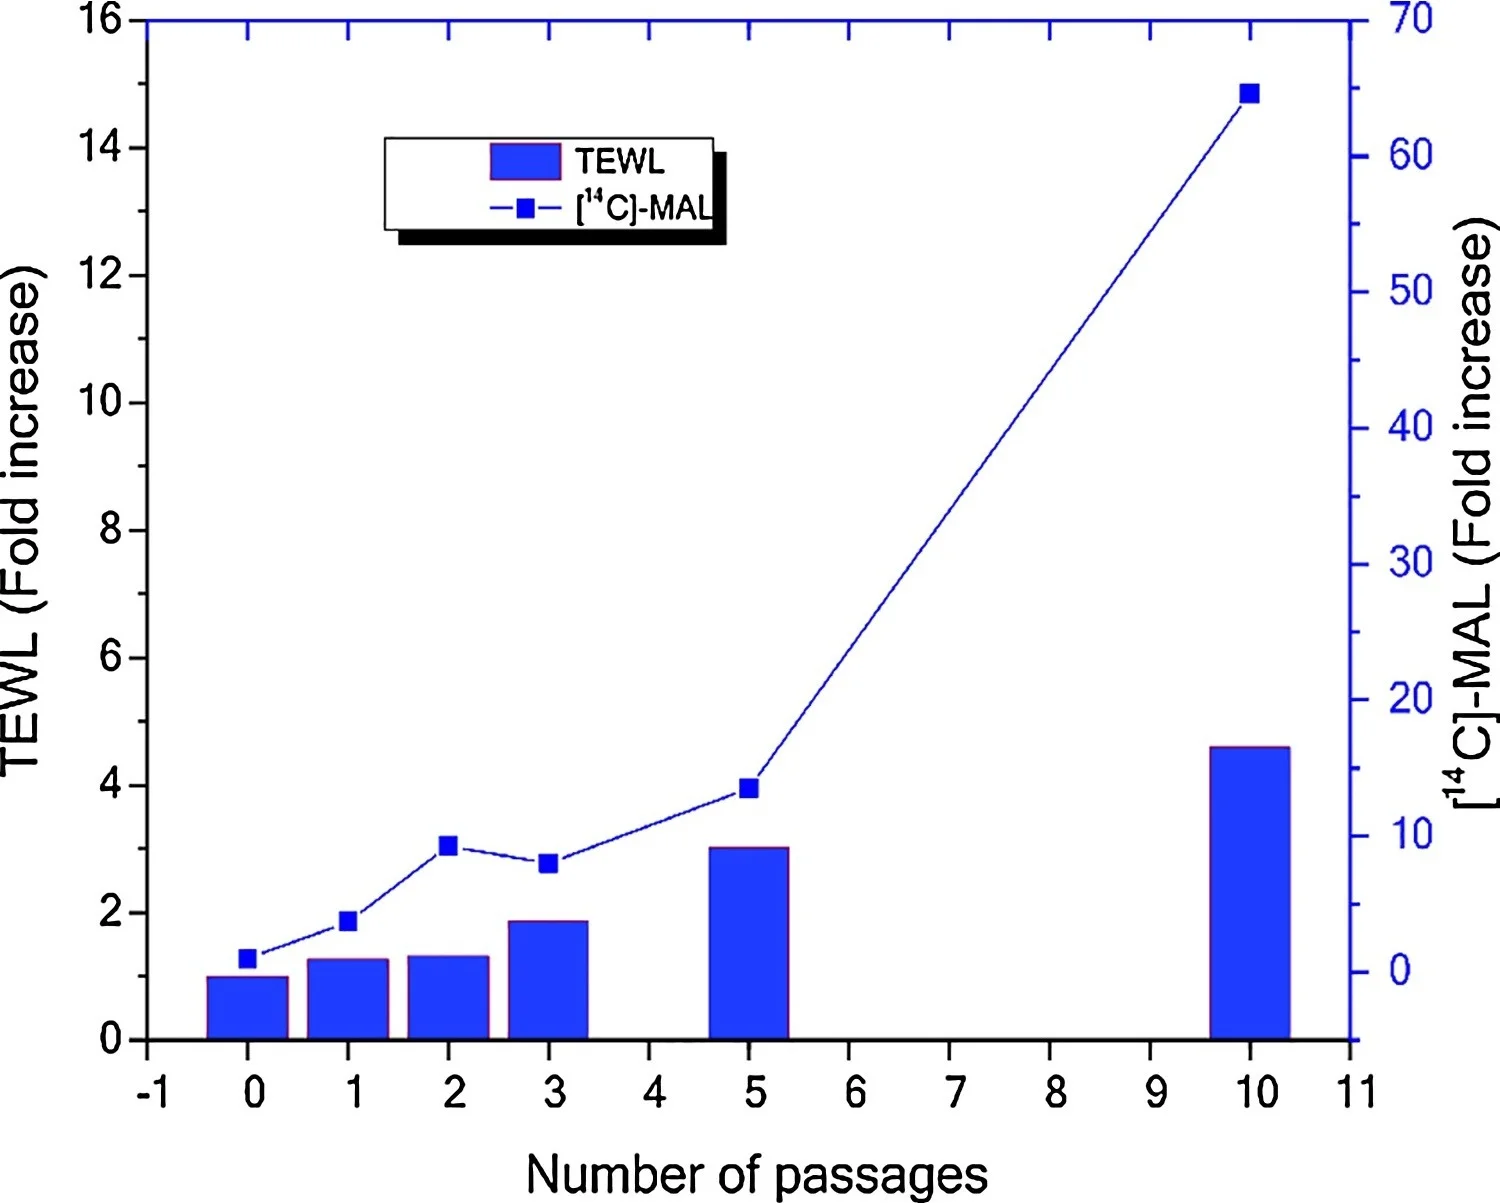 16
14
12
10
8
6
4
2
0
TEWL (Fold increase)
TEWL
[¹⁴C]-MAL
70
60
50
40
30
20
10
0
[¹⁴C]-MAL (Fold increase)
-1 0 1 2 3 4 5 6 7 8 9 10 11
Number of passages